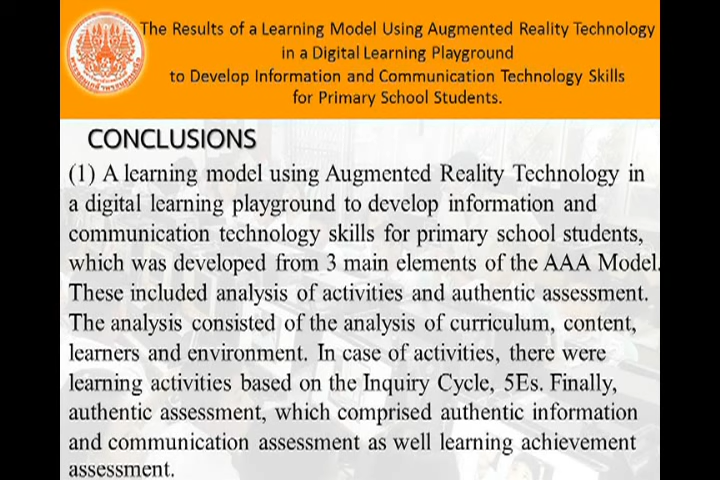 The Results of a Learning Model Using Augmented Reality Technology
in a Digital Learning Playground
to Develop Information and Communication Technology Skills
for Primary School Students.
CONCLUSIONS
(1) A learning model using Augmented Reality Technology in
a digital learning playground to develop information and
communication technology skills for primary school students,
which was developed from 3 main elements of the AAA Model.
These included analysis of activities and authentic assessment.
The analysis consisted of the analysis of curriculum, content,
learners and environment. In case of activities, there were
learning activities based on the Inquiry Cycle, 5Es. Finally,
authentic assessment, which comprised authentic information
and communication assessment as well learning achievement
assessment.